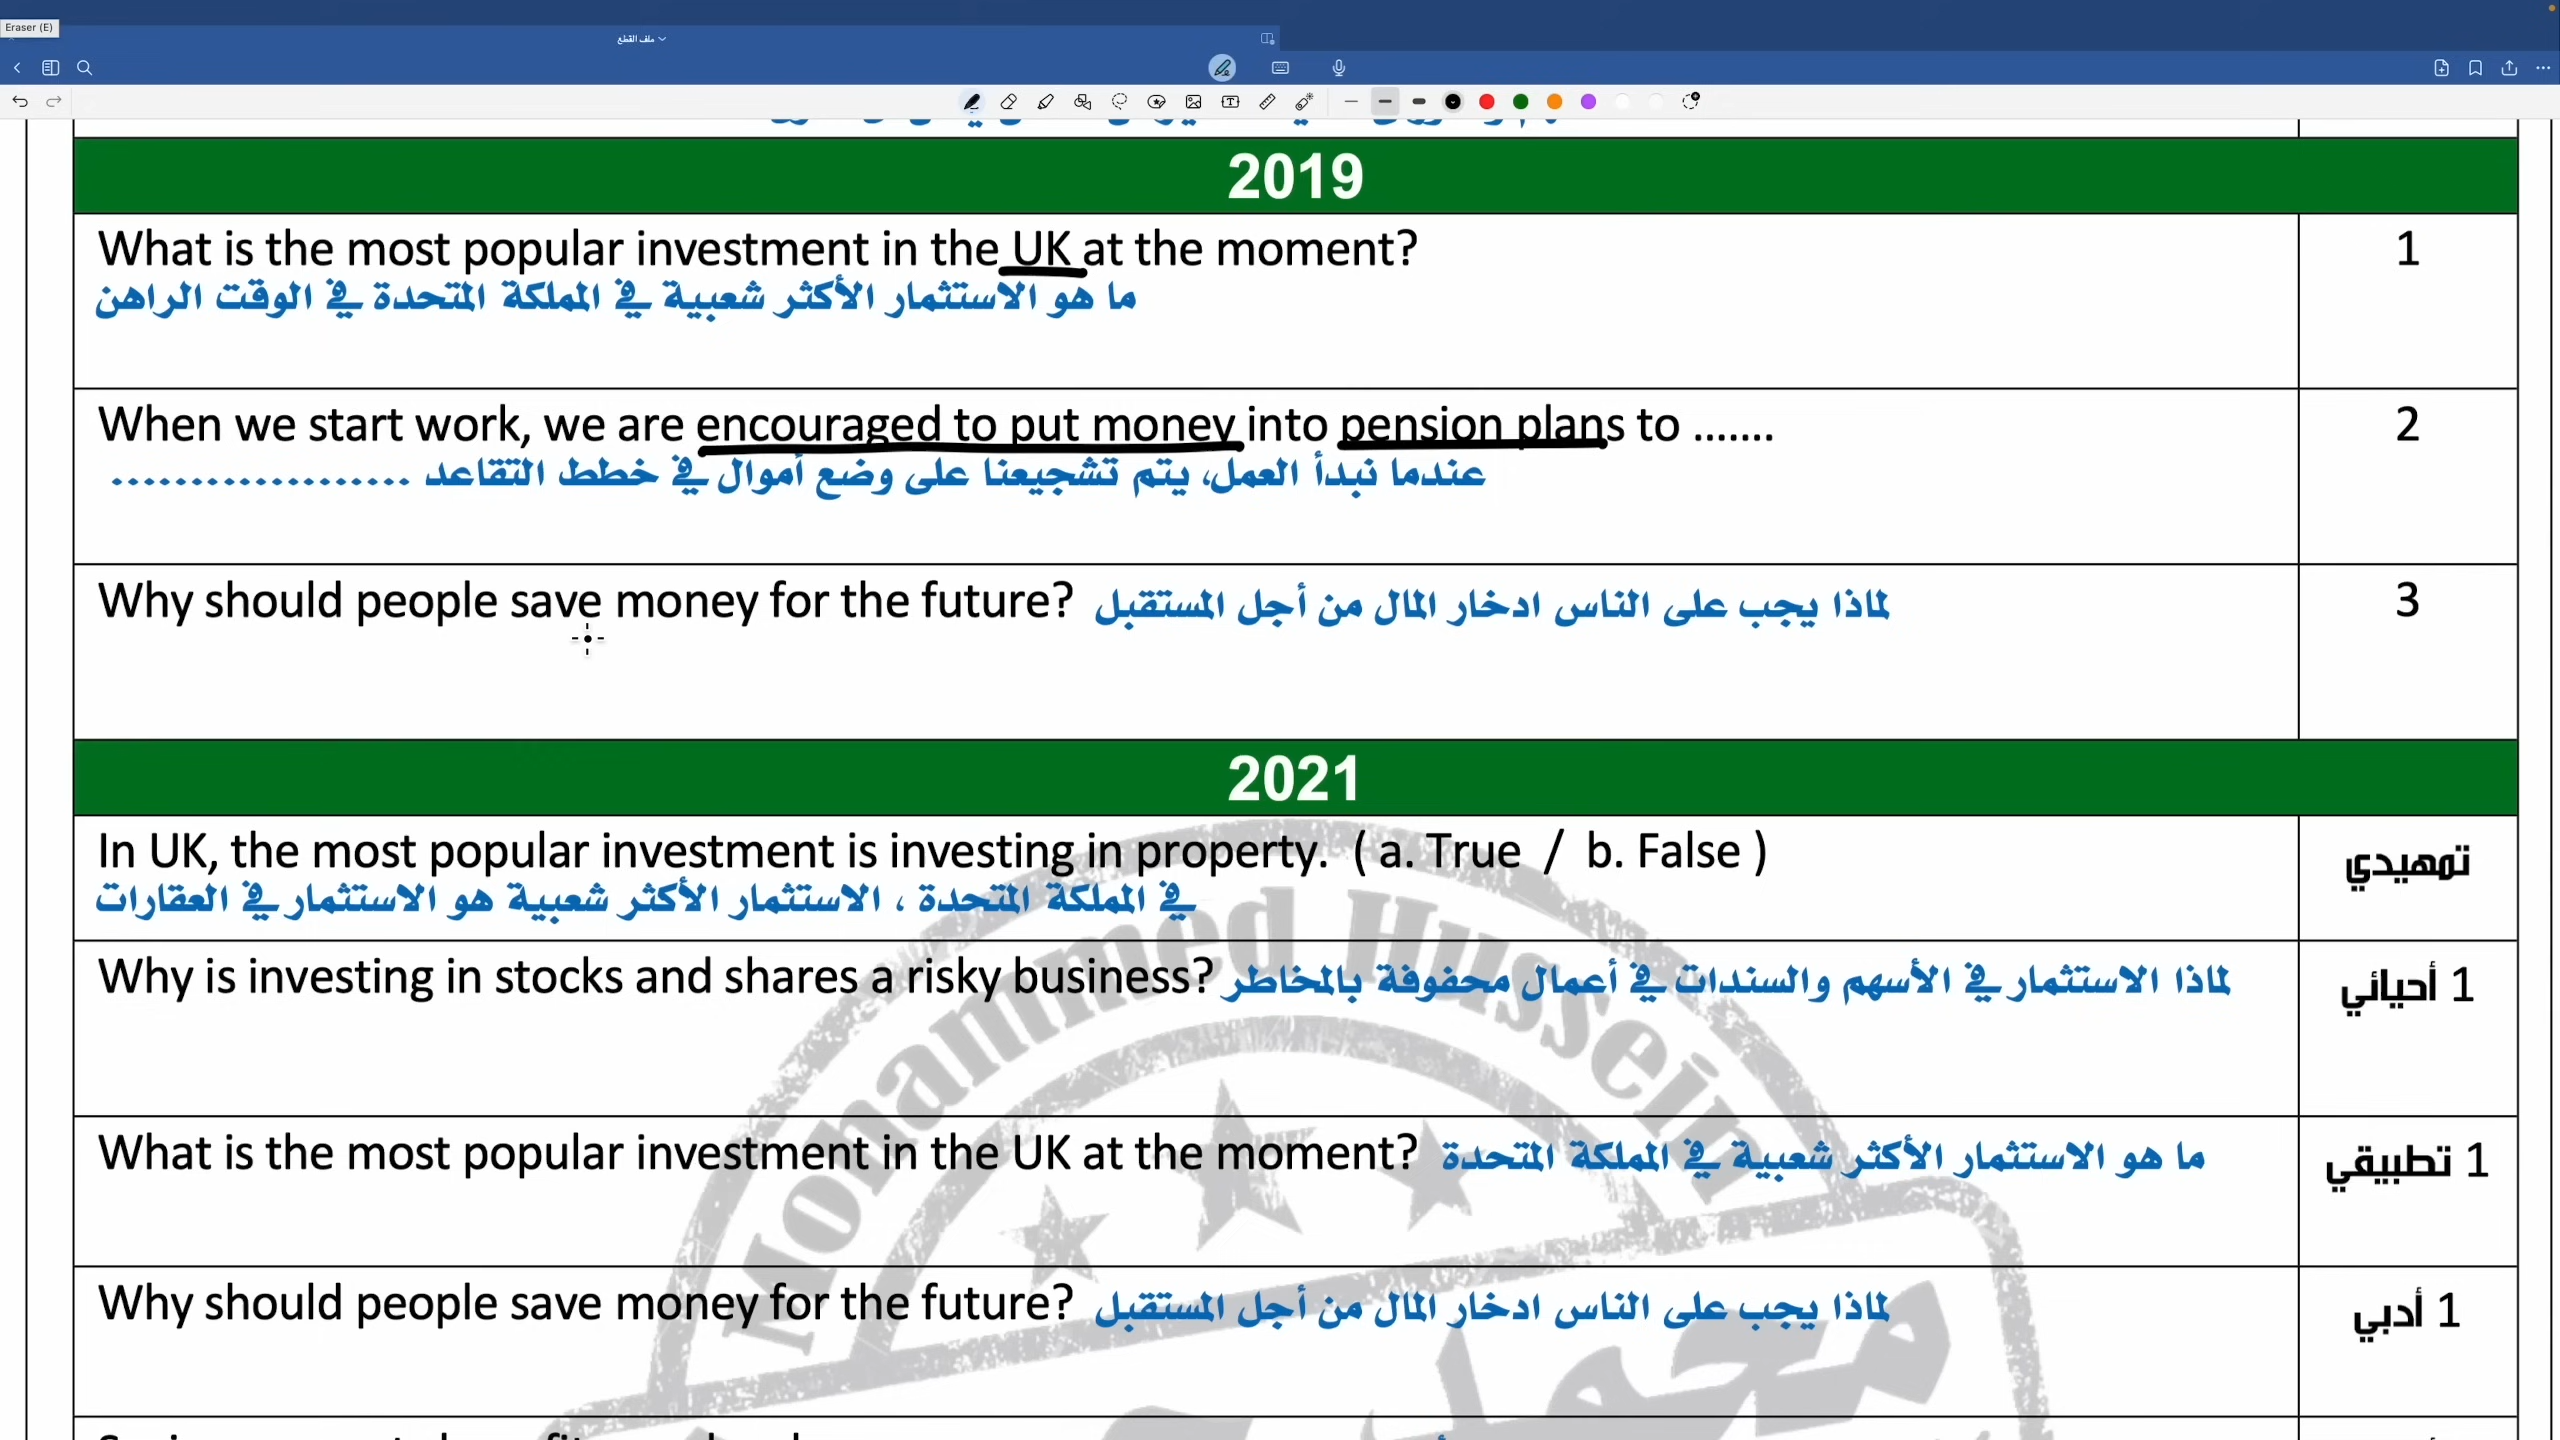 Eraser (E)
ملف القطع
2019
What is the most popular investment in the UK at the moment?
1
ما هو الاستثمار الأكثر شعبية في المملكة المتحدة في الوقت الراهن
When we start work, we are encouraged to put money into pension plans to .......
2
عندما نبدأ العمل، يتم تشجيعنا على وضع أموال في خطط التقاعد ...................
Why should people save money for the future? لماذا يجب على الناس ادخار المال من أجل المستقبل
3
2021
In UK, the most popular investment is investing in property. ( a. True / b. False )
تمهيدي
في المملكة المتحدة ، الاستثمار الأكثر شعبية هو الاستثمار في العقارات
Why is investing in stocks and shares a risky business? لماذا الاستثمار في الأسهم والسندات في أعمال محفوفة بالمخاطر
1 أحيائي
What is the most popular investment in the UK at the moment? ما هو الاستثمار الأكثر شعبية في المملكة المتحدة
1 تطبيقي
Why should people save money for the future? لماذا يجب على الناس ادخار المال من أجل المستقبل
1 أدبي
Mohammed Hussein
محمد